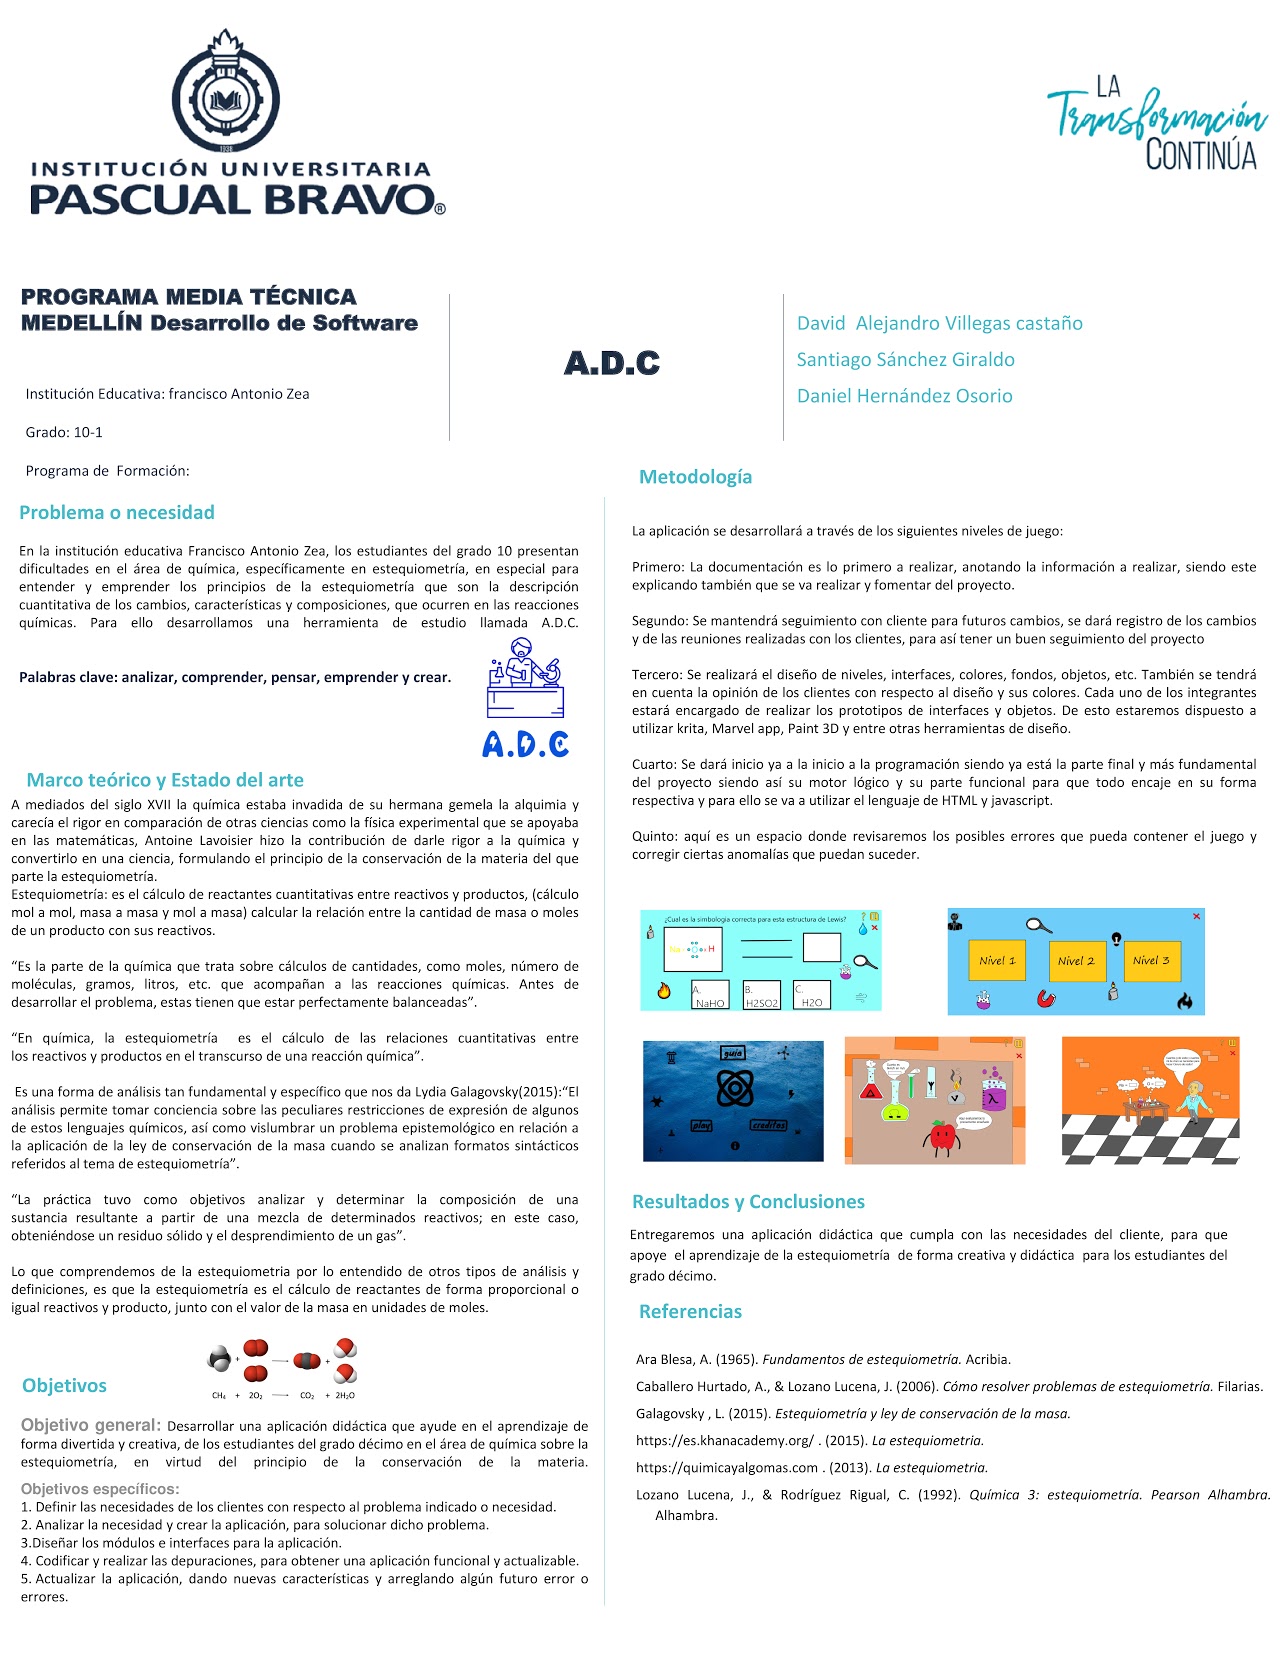 1938
INSTITUCIÓN UNIVERSITARIA
PASCUAL BRAVO®
LA
Transformación
CONTINÚA
PROGRAMA MEDIA TÉCNICA
MEDELLÍN Desarrollo de Software
Institución Educativa: francisco Antonio Zea
Grado: 10-1
Programa de  Formación:
A.D.C
David  Alejandro Villegas castaño
Santiago Sánchez Giraldo
Daniel Hernández Osorio
Problema o necesidad
En la institución educativa Francisco Antonio Zea, los estudiantes del grado 10 presentan
dificultades en el área de química, específicamente en estequiometría, en especial para
entender y emprender los principios de la estequiometría que son la descripción
cuantitativa de los cambios, características y composiciones, que ocurren en las reacciones
químicas. Para ello desarrollamos una herramienta de estudio llamada A.D.C.
Palabras clave: analizar, comprender, pensar, emprender y crear.
A.D.C
Marco teórico y Estado del arte
A mediados del siglo XVII la química estaba invadida de su hermana gemela la alquimia y
carecía el rigor en comparación de otras ciencias como la física experimental que se apoyaba
en las matemáticas, Antoine Lavoisier hizo la contribución de darle rigor a la química y
convertirlo en una ciencia, formulando el principio de la conservación de la materia del que
parte la estequiometría.
Estequiometría: es el cálculo de reactantes cuantitativas entre reactivos y productos, (cálculo
mol a mol, masa a masa y mol a masa) calcular la relación entre la cantidad de masa o moles
de un producto con sus reactivos.
“Es la parte de la química que trata sobre cálculos de cantidades, como moles, número de
moléculas, gramos, litros, etc. que acompañan a las reacciones químicas. Antes de
desarrollar el problema, estas tienen que estar perfectamente balanceadas”.
“En química, la estequiometría es el cálculo de las relaciones cuantitativas entre
los reactivos y productos en el transcurso de una reacción química”.
Es una forma de análisis tan fundamental y específico que nos da Lydia Galagovsky(2015):“El
análisis permite tomar conciencia sobre las peculiares restricciones de expresión de algunos
de estos lenguajes químicos, así como vislumbrar un problema epistemológico en relación a
la aplicación de la ley de conservación de la masa cuando se analizan formatos sintácticos
referidos al tema de estequiometría”.
“La práctica tuvo como objetivos analizar y determinar la composición de una
sustancia resultante a partir de una mezcla de determinados reactivos; en este caso,
obteniéndose un residuo sólido y el desprendimiento de un gas”.
Lo que comprendemos de la estequiometria por lo entendido de otros tipos de análisis y
definiciones, es que la estequiometría es el cálculo de reactantes de forma proporcional o
igual reactivos y producto, junto con el valor de la masa en unidades de moles.
+ +
CH₄ + 2O₂ ⟶ CO₂ + 2H₂O
Objetivos
Objetivo general: Desarrollar una aplicación didáctica que ayude en el aprendizaje de
forma divertida y creativa, de los estudiantes del grado décimo en el área de química sobre la
estequiometría, en virtud del principio de la conservación de la materia.
Objetivos específicos:
1. Definir las necesidades de los clientes con respecto al problema indicado o necesidad.
2. Analizar la necesidad y crear la aplicación, para solucionar dicho problema.
3.Diseñar los módulos e interfaces para la aplicación.
4. Codificar y realizar las depuraciones, para obtener una aplicación funcional y actualizable.
5. Actualizar la aplicación, dando nuevas características y arreglando algún futuro error o
errores.
Metodología
La aplicación se desarrollará a través de los siguientes niveles de juego:
Primero: La documentación es lo primero a realizar, anotando la información a realizar, siendo este
explicando también que se va realizar y fomentar del proyecto.
Segundo: Se mantendrá seguimiento con cliente para futuros cambios, se dará registro de los cambios
y de las reuniones realizadas con los clientes, para así tener un buen seguimiento del proyecto
Tercero: Se realizará el diseño de niveles, interfaces, colores, fondos, objetos, etc. También se tendrá
en cuenta la opinión de los clientes con respecto al diseño y sus colores. Cada uno de los integrantes
estará encargado de realizar los prototipos de interfaces y objetos. De esto estaremos dispuesto a
utilizar krita, Marvel app, Paint 3D y entre otras herramientas de diseño.
Cuarto: Se dará inicio ya a la inicio a la programación siendo ya está la parte final y más fundamental
del proyecto siendo así su motor lógico y su parte funcional para que todo encaje en su forma
respectiva y para ello se va a utilizar el lenguaje de HTML y javascript.
Quinto: aquí es un espacio donde revisaremos los posibles errores que pueda contener el juego y
corregir ciertas anomalías que puedan suceder.
¿Cual es la simbologia correcta para esta estructura de Lewis?
Na O H
A. NaHO
B. H2SO2
C. H2O
Nivel 1
Nivel 2
Nivel 3
guia
play
creditos
Resultados y Conclusiones
Entregaremos una aplicación didáctica que cumpla con las necesidades del cliente, para que
apoye  el aprendizaje de la estequiometría  de forma creativa y didáctica  para los estudiantes del
grado décimo.
Referencias
Ara Blesa, A. (1965). Fundamentos de estequiometría. Acribia.
Caballero Hurtado, A., & Lozano Lucena, J. (2006). Cómo resolver problemas de estequiometría. Filarias.
Galagovsky , L. (2015). Estequiometría y ley de conservación de la masa.
https://es.khanacademy.org/ . (2015). La estequiometria.
https://quimicayalgomas.com . (2013). La estequiometria.
Lozano Lucena, J., & Rodríguez Rigual, C. (1992). Química 3: estequiometría. Pearson Alhambra.
Alhambra.